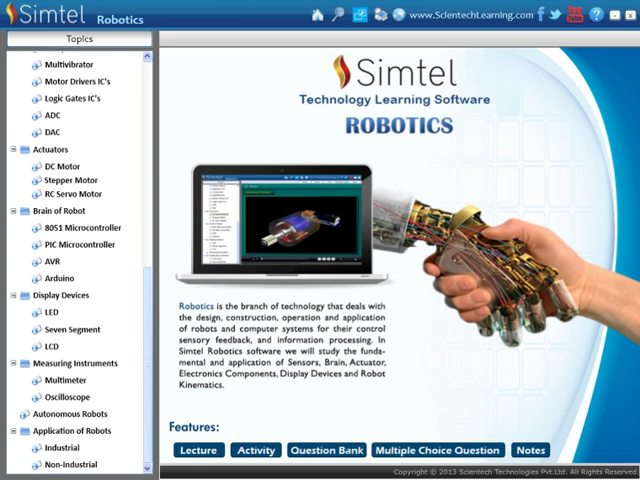 Simtel Robotics
www.ScientechLearning.com
Topics
Multivibrator
Motor Drivers IC's
Logic Gates IC's
ADC
DAC
Actuators
DC Motor
Stepper Motor
RC Servo Motor
Brain of Robot
8051 Microcontroller
PIC Microcontroller
AVR
Arduino
Display Devices
LED
Seven Segment
LCD
Measuring Instruments
Multimeter
Oscilloscope
Autonomous Robots
Application of Robots
Industrial
Non-Industrial
Simtel
Technology Learning Software
ROBOTICS
Robotics is the branch of technology that deals with
the design, construction, operation and application
of robots and computer systems for their control
sensory feedback, and information processing. In
Simtel Robotics software we will study the funda-
mental and application of Sensors, Brain, Actuator,
Electronics Components, Display Devices and Robot
Kinematics.
Features:
Lecture Activity Question Bank Multiple Choice Question Notes
Copyright © 2013 Scientech Technologies Pvt.Ltd. All Rights Reserved.